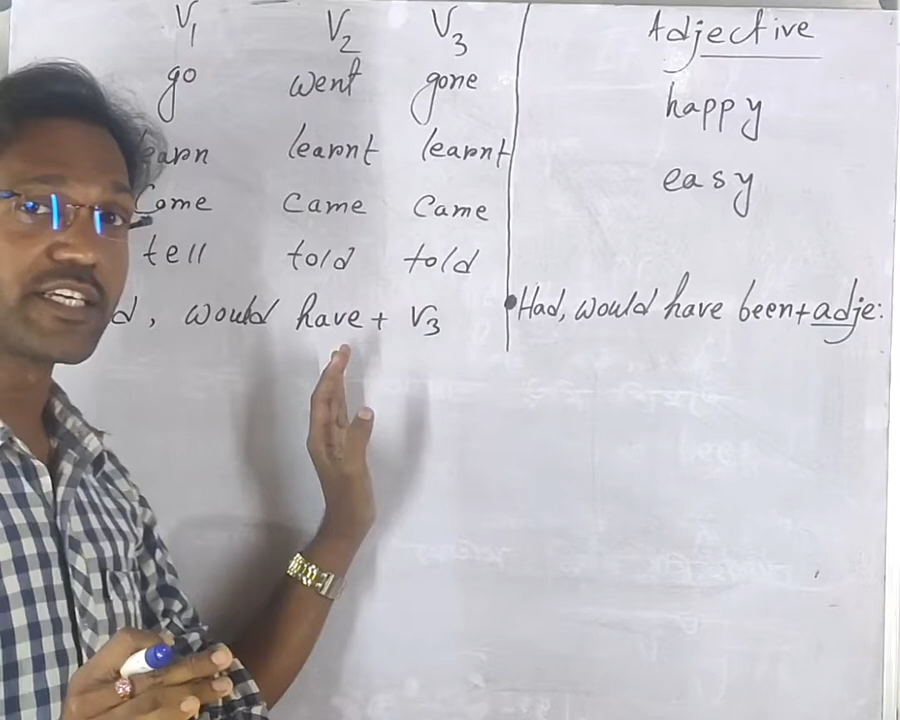 V1 V2 V3 Adjective
go went gone happy
earn learnt learnt easy
Come came came
tell told told
d, would have + V3 • Had, would have been + adje: